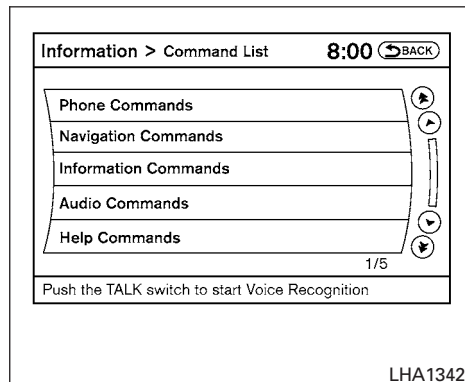 Information > Command List 8:00 BACK
Phone Commands
Navigation Commands
Information Commands
Audio Commands
Help Commands
1/5
Push the TALK switch to start Voice Recognition
LHA1342